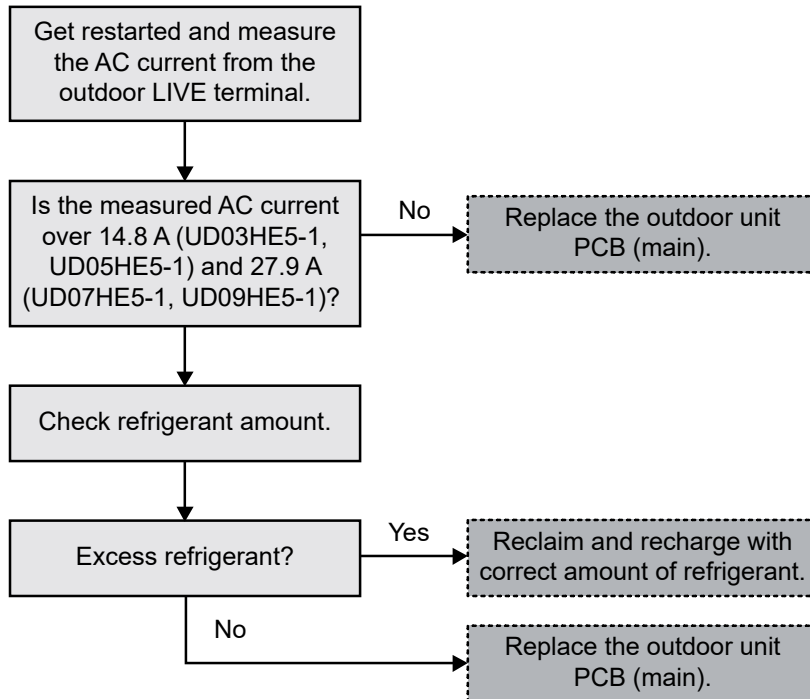 Get restarted and measure
the AC current from the
outdoor LIVE terminal.
Is the measured AC current
over 14.8 A (UD03HE5-1,
UD05HE5-1) and 27.9 A
(UD07HE5-1, UD09HE5-1)?
No
Replace the outdoor unit
PCB (main).
Check refrigerant amount.
Excess refrigerant?
Yes
Reclaim and recharge with
correct amount of refrigerant.
No
Replace the outdoor unit
PCB (main).